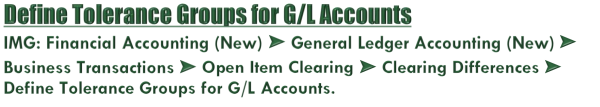 Define Tolerance Groups for G/L Accounts
IMG: Financial Accounting (New) ➤ General Ledger Accounting (New) ➤
Business Transactions ➤ Open Item Clearing ➤ Clearing Differences ➤
Define Tolerance Groups for G/L Accounts.